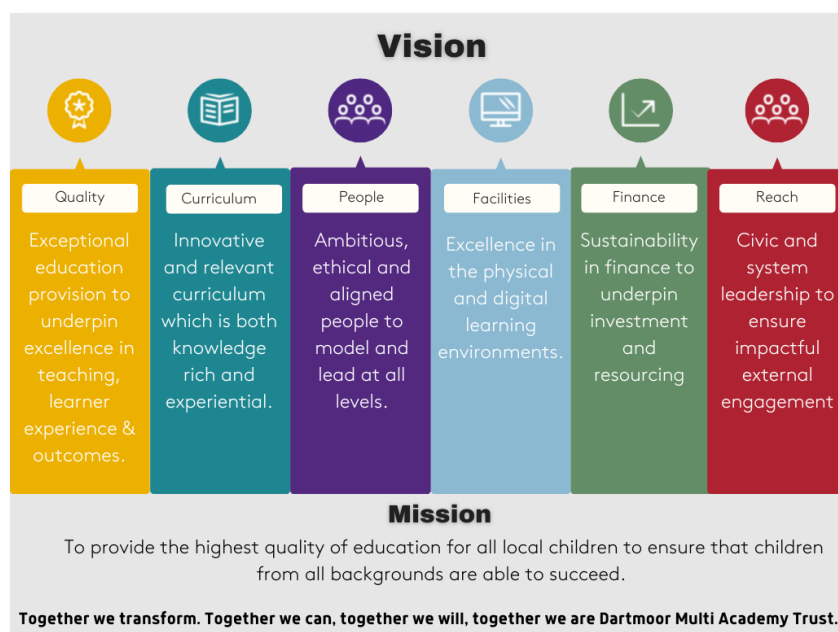 Vision
Quality
Exceptional
education
provision to
underpin
excellence in
teaching,
learner
experience &
outcomes.
Curriculum
Innovative
and relevant
curriculum
which is both
knowledge
rich and
experiential.
People
Ambitious,
ethical and
aligned
people to
model and
lead at all
levels.
Facilities
Excellence in
the physical
and digital
learning
environments.
Finance
Sustainability
in finance to
underpin
investment
and
resourcing
Reach
Civic and
system
leadership to
ensure
impactful
external
engagement
Mission
To provide the highest quality of education for all local children to ensure that children
from all backgrounds are able to succeed.
Together we transform. Together we can, together we will, together we are Dartmoor Multi Academy Trust.